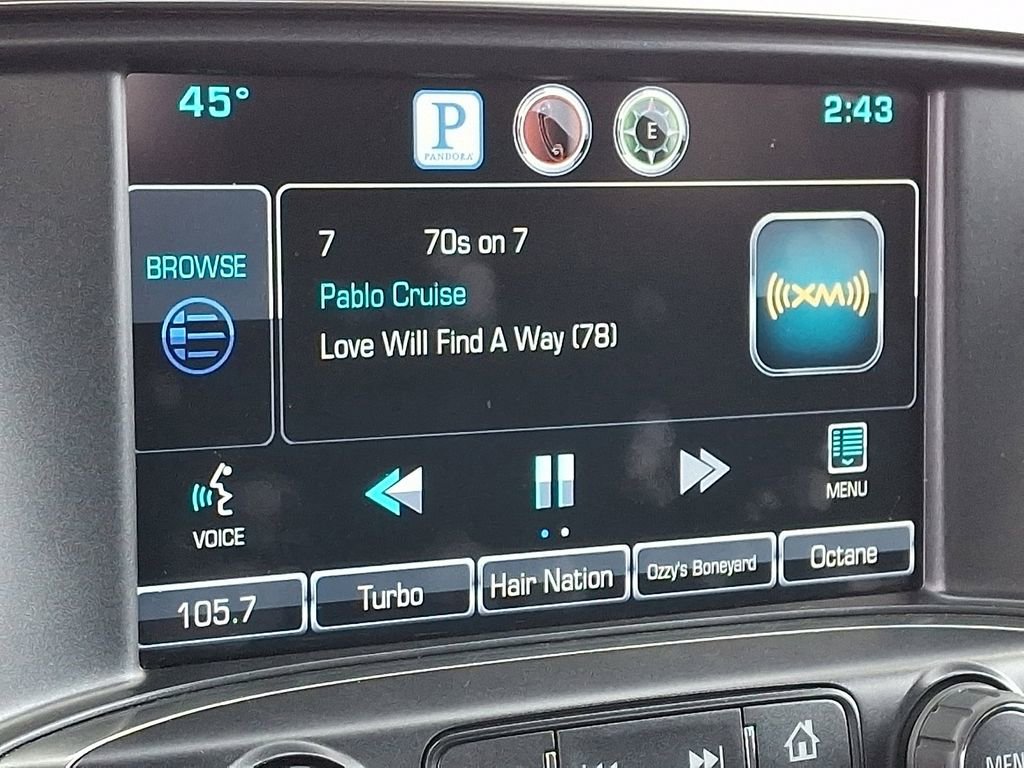 45°
P
PANDORA
E
2:43
BROWSE
7 70s on 7
Pablo Cruise
Love Will Find A Way (78)
((XM))
VOICE
MENU
105.7
Turbo
Hair Nation
Ozzy's Boneyard
Octane